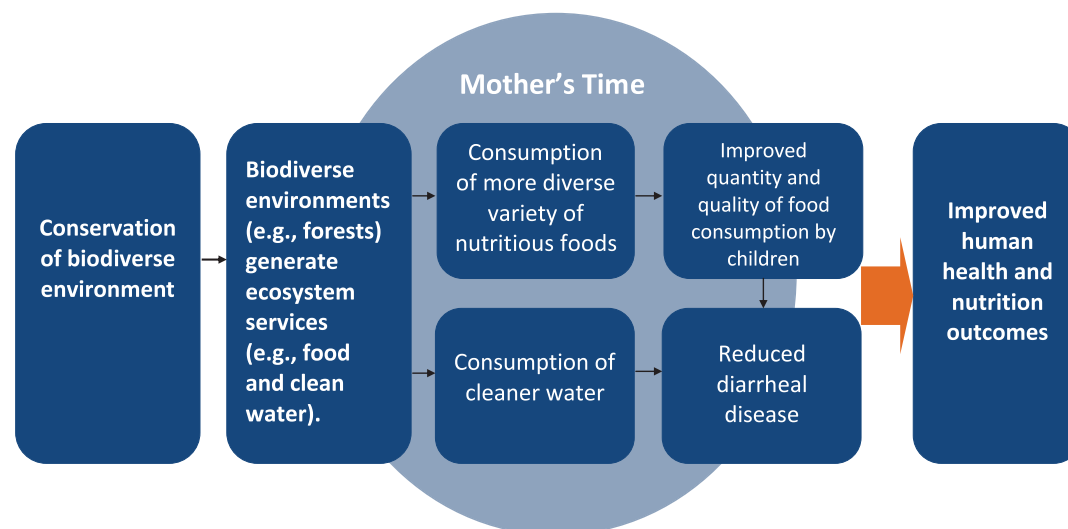 Mother’s Time
Conservation
of biodiverse
environment
Biodiverse
environments
(e.g., forests)
generate
ecosystem
services
(e.g., food
and clean
water).
Consumption
of more diverse
variety of
nutritious foods
Improved
quantity and
quality of food
consumption by
children
Consumption of
cleaner water
Reduced
diarrheal
disease
Improved
human
health and
nutrition
outcomes